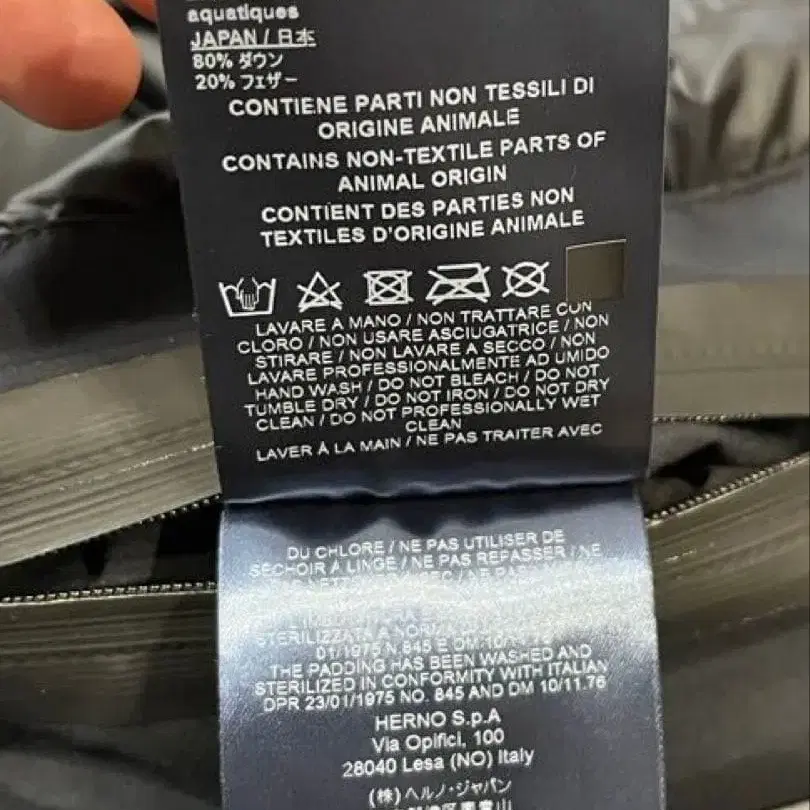 aquatiques
JAPAN / 日本
80% ダウン
20% フェザー
CONTIENE PARTI NON TESSILI DI
ORIGINE ANIMALE
CONTAINS NON-TEXTILE PARTS OF
ANIMAL ORIGIN
CONTIENT DES PARTIES NON
TEXTILES D'ORIGINE ANIMALE
LAVARE A MANO / NON TRATTARE CON
CLORO / NON USARE ASCIUGATRICE / NON
STIRARE / NON LAVARE A SECCO / NON
LAVARE PROFESSIONALMENTE AD UMIDO
HAND WASH / DO NOT BLEACH / DO NOT
TUMBLE DRY / DO NOT IRON / DO NOT DRY
CLEAN / DO NOT PROFESSIONALLY WET
CLEAN
LAVER À LA MAIN / NE PAS TRAITER AVEC
DU CHLORE / NE PAS UTILISER DE
SÉCHOIR À LINGE / NE PAS REPASSER / NE
STERILIZZATA A
01/1975 N.845 E DM 10/11.76
THE PADDING HAS BEEN WASHED AND
STERILIZED IN CONFORMITY WITH ITALIAN
DPR 23/01/1975 NO. 845 AND DM 10/11.76
HERNO S.p.A
Via Opifici, 100
28040 Lesa (NO) Italy
(株) ヘルノ・ジャパン